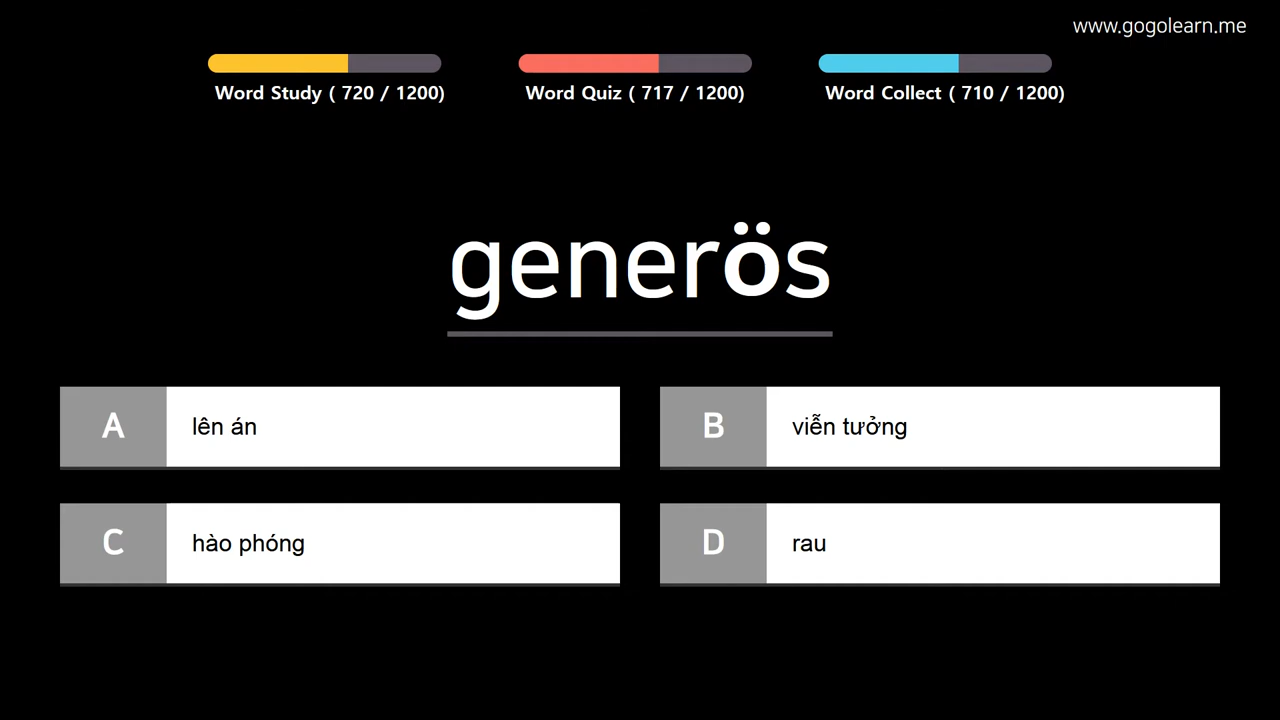 www.gogolearn.me
Word Study ( 720 / 1200)
Word Quiz ( 717 / 1200)
Word Collect ( 710 / 1200)
generös
A lên án
B viễn tưởng
C hào phóng
D rau